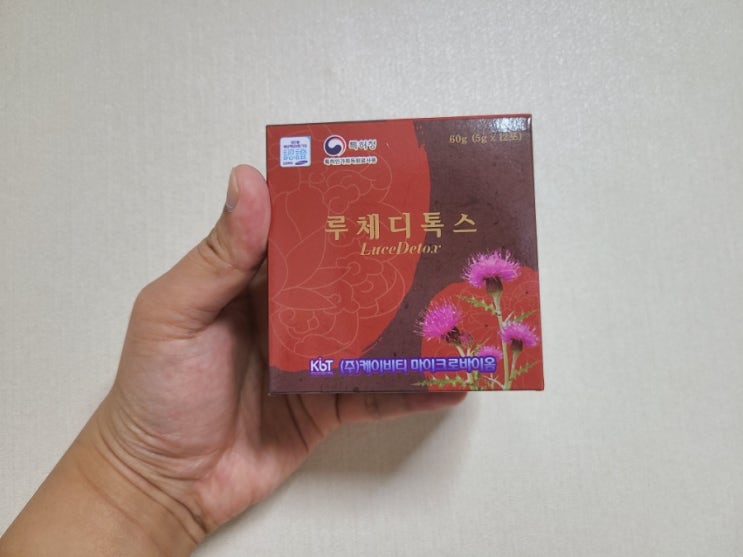 특허청
60g (5g x 12포)
루체디톡스
LuceDetox
KbT (주)케이비티 마이크로바이옴